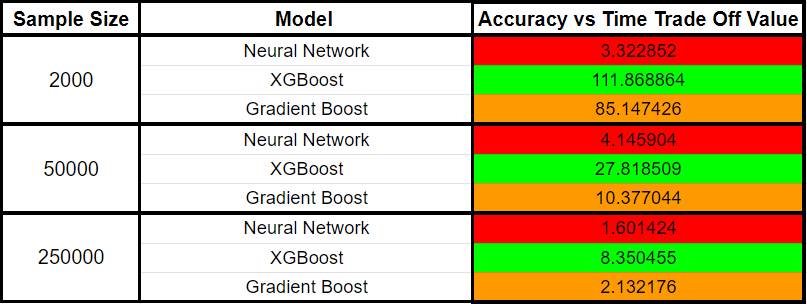 Sample Size Model Accuracy vs Time Trade Off Value
Neural Network 3.322852
2000 XGBoost 111.868864
Gradient Boost 85.147426
Neural Network 4.145904
50000 XGBoost 27.818509
Gradient Boost 10.377044
Neural Network 1.601424
250000 XGBoost 8.350455
Gradient Boost 2.132176